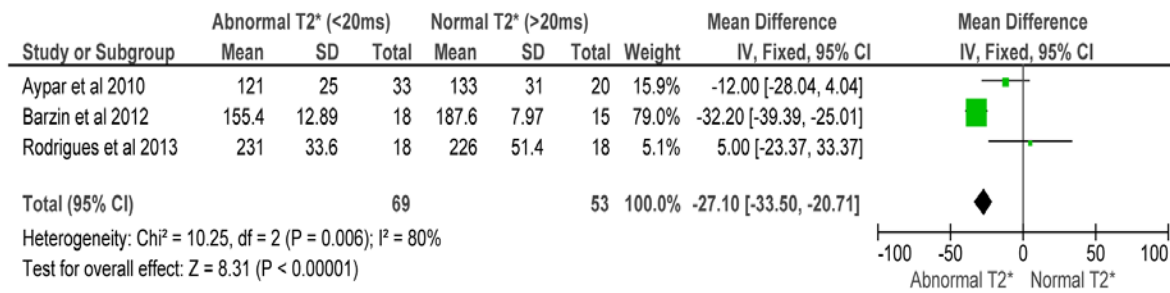 Abnormal T2* (<20ms) Normal T2* (>20ms) Mean Difference Mean Difference
Study or Subgroup Mean SD Total Mean SD Total Weight IV, Fixed, 95% CI IV, Fixed, 95% CI
Aypar et al 2010 121 25 33 133 31 20 15.9% -12.00 [-28.04, 4.04]
Barzin et al 2012 155.4 12.89 18 187.6 7.97 15 79.0% -32.20 [-39.39, -25.01]
Rodrigues et al 2013 231 33.6 18 226 51.4 18 5.1% 5.00 [-23.37, 33.37]
Total (95% CI) 69 53 100.0% -27.10 [-33.50, -20.71]
Heterogeneity: Chi² = 10.25, df = 2 (P = 0.006); I² = 80%
Test for overall effect: Z = 8.31 (P < 0.00001)
-100 -50 0 50 100
Abnormal T2* Normal T2*